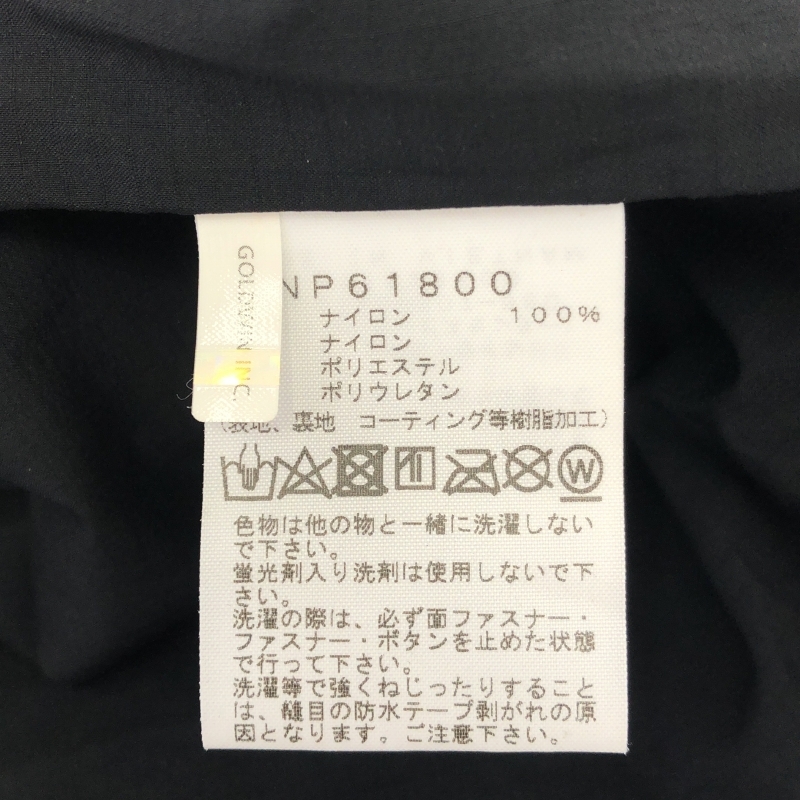 GOLDWIN INC.
NP61800
ナイロン 100%
ナイロン
ポリエステル
ポリウレタン
(表地、裏地 コーティング等樹脂加工)
W
色物は他の物と一緒に洗濯しない
で下さい。
蛍光剤入り洗剤は使用しないで下
さい。
洗濯の際は、必ず面ファスナー・
ファスナー・ボタンを止めた状態
で行って下さい。
洗濯等で強くねじったりすること
は、縫目の防水テープ剥がれの原
因となります。ご注意下さい。